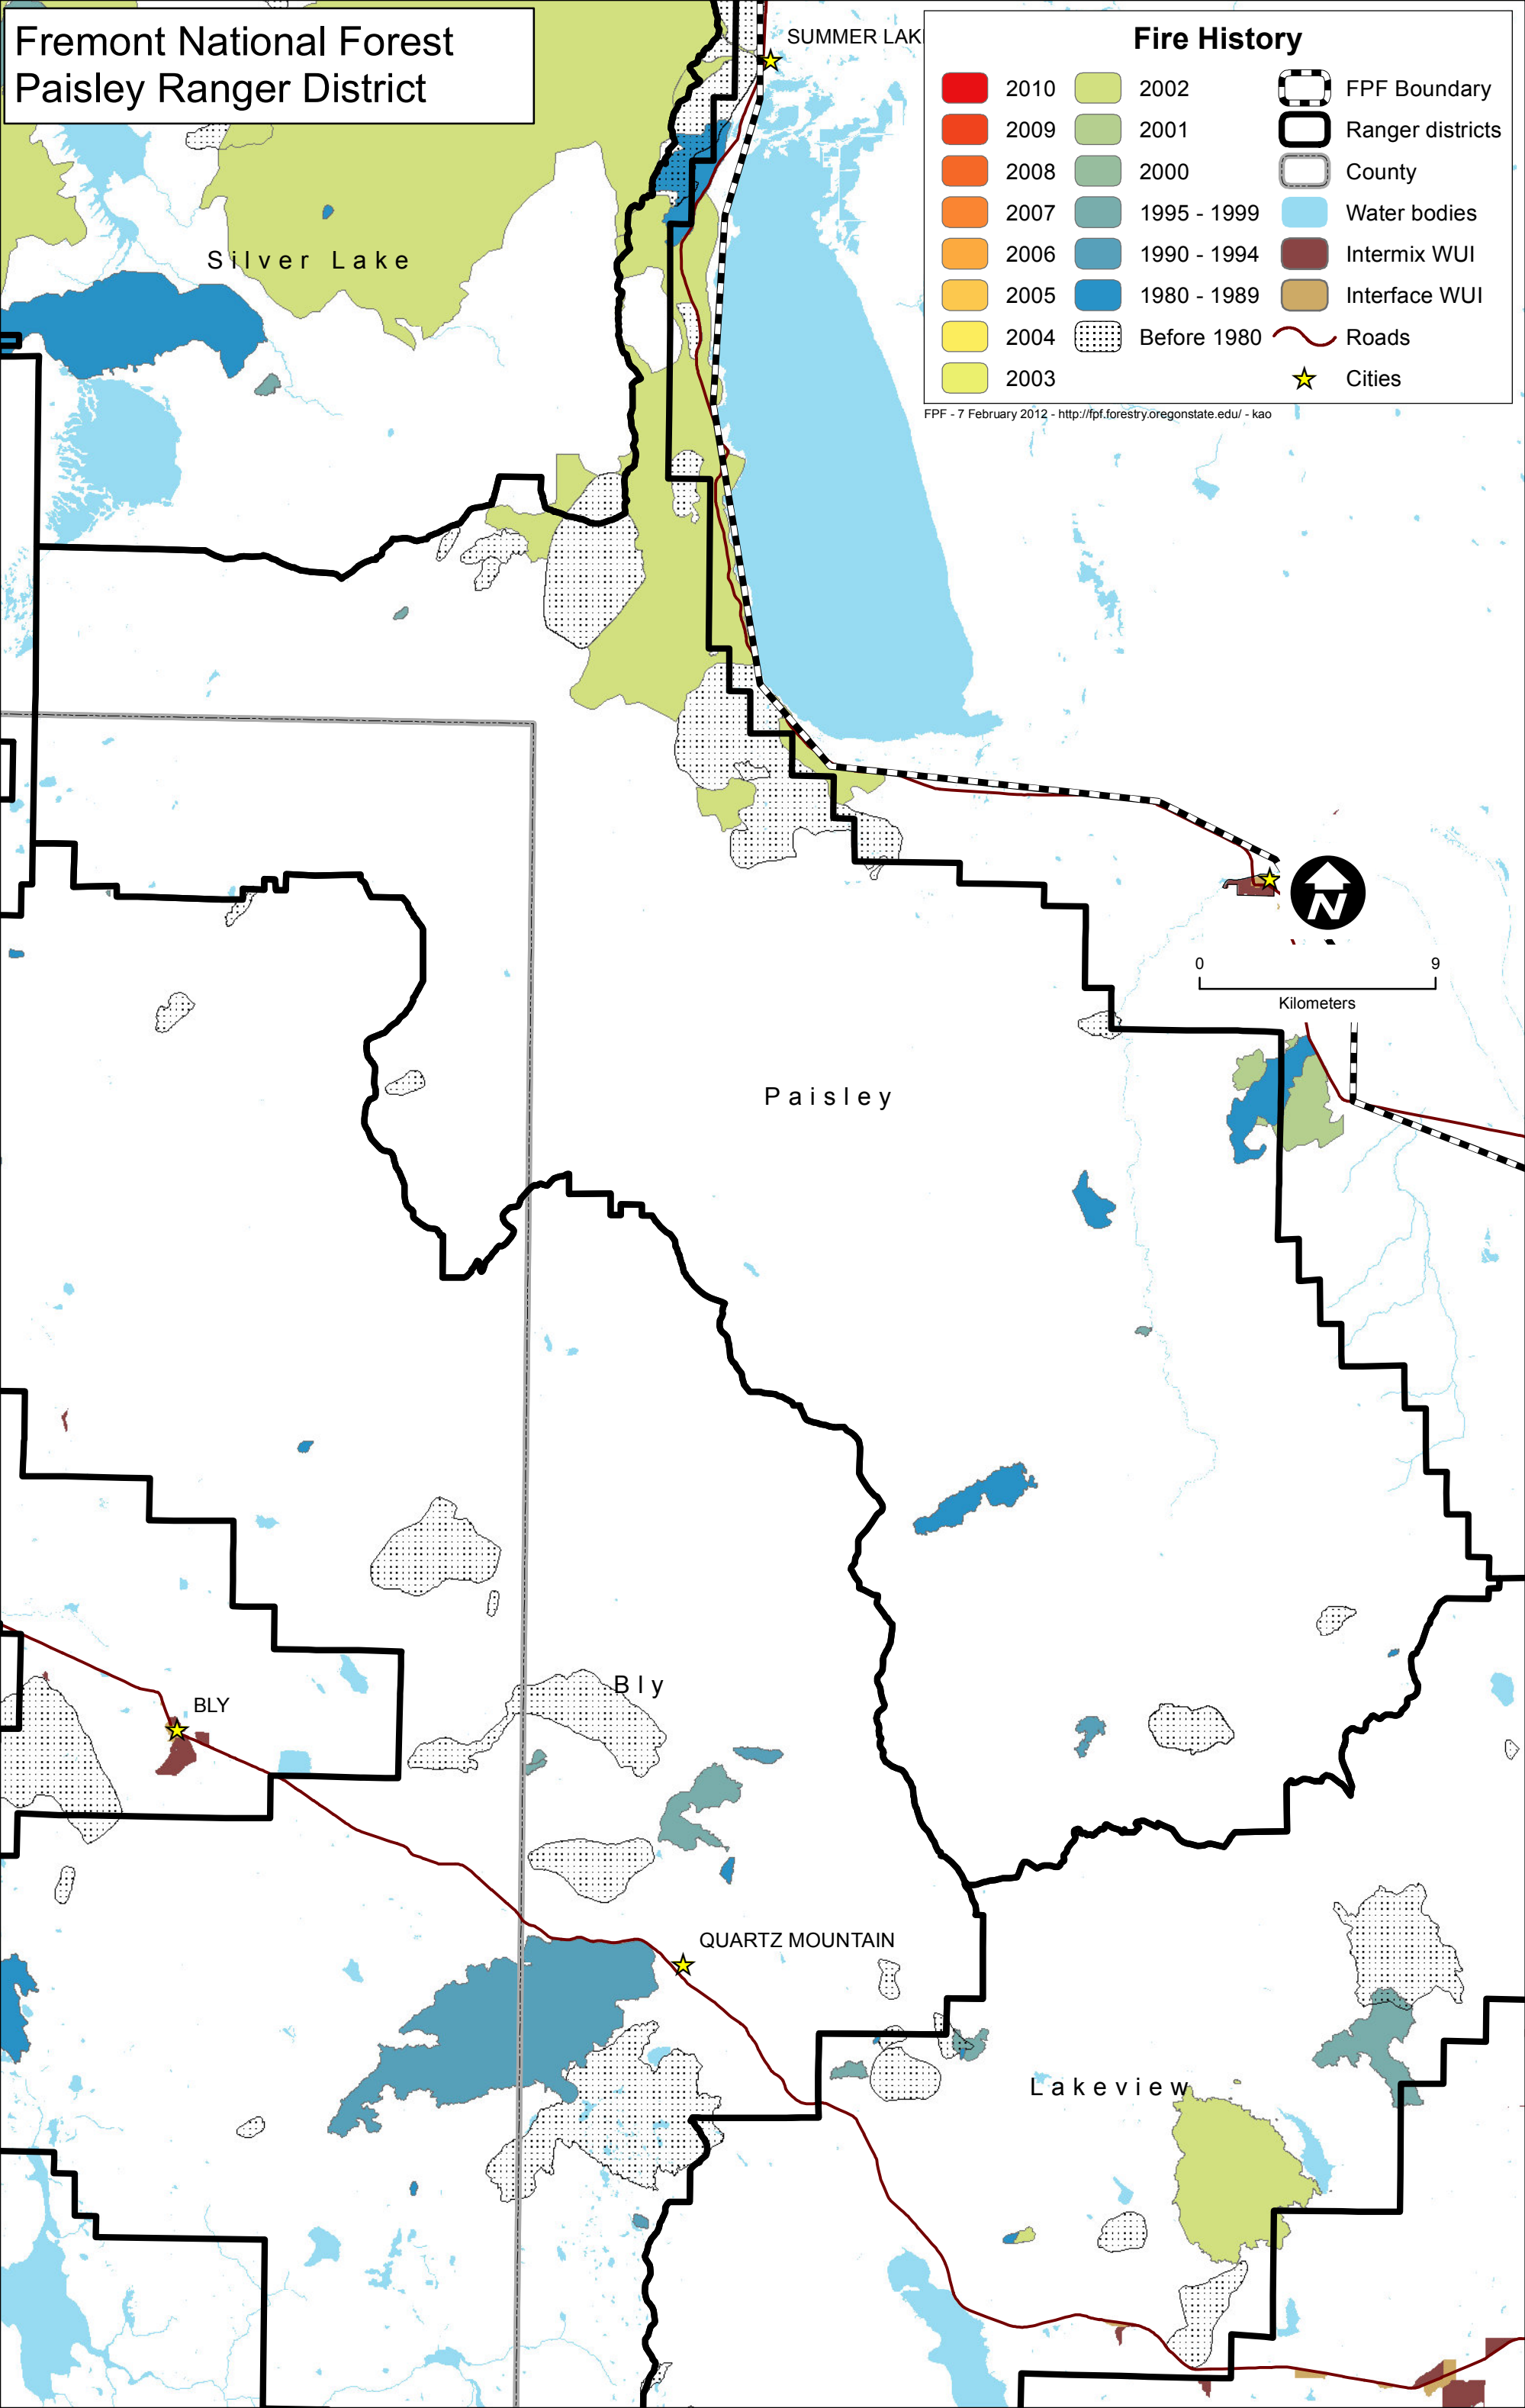 Fremont National Forest
Paisley Ranger District
SUMMER LAK
Fire History
2010
2009
2008
2007
2006
2005
2004
2003
2002
2001
2000
1995 - 1999
1990 - 1994
1980 - 1989
Before 1980
FPF Boundary
Ranger districts
County
Water bodies
Intermix WUI
Interface WUI
Roads
Cities
FPF - 7 February 2012 - http://fpf.forestry.oregonstate.edu/ - kao
Silver Lake
N
0 9
Kilometers
Paisley
Bly
BLY
QUARTZ MOUNTAIN
Lakeview